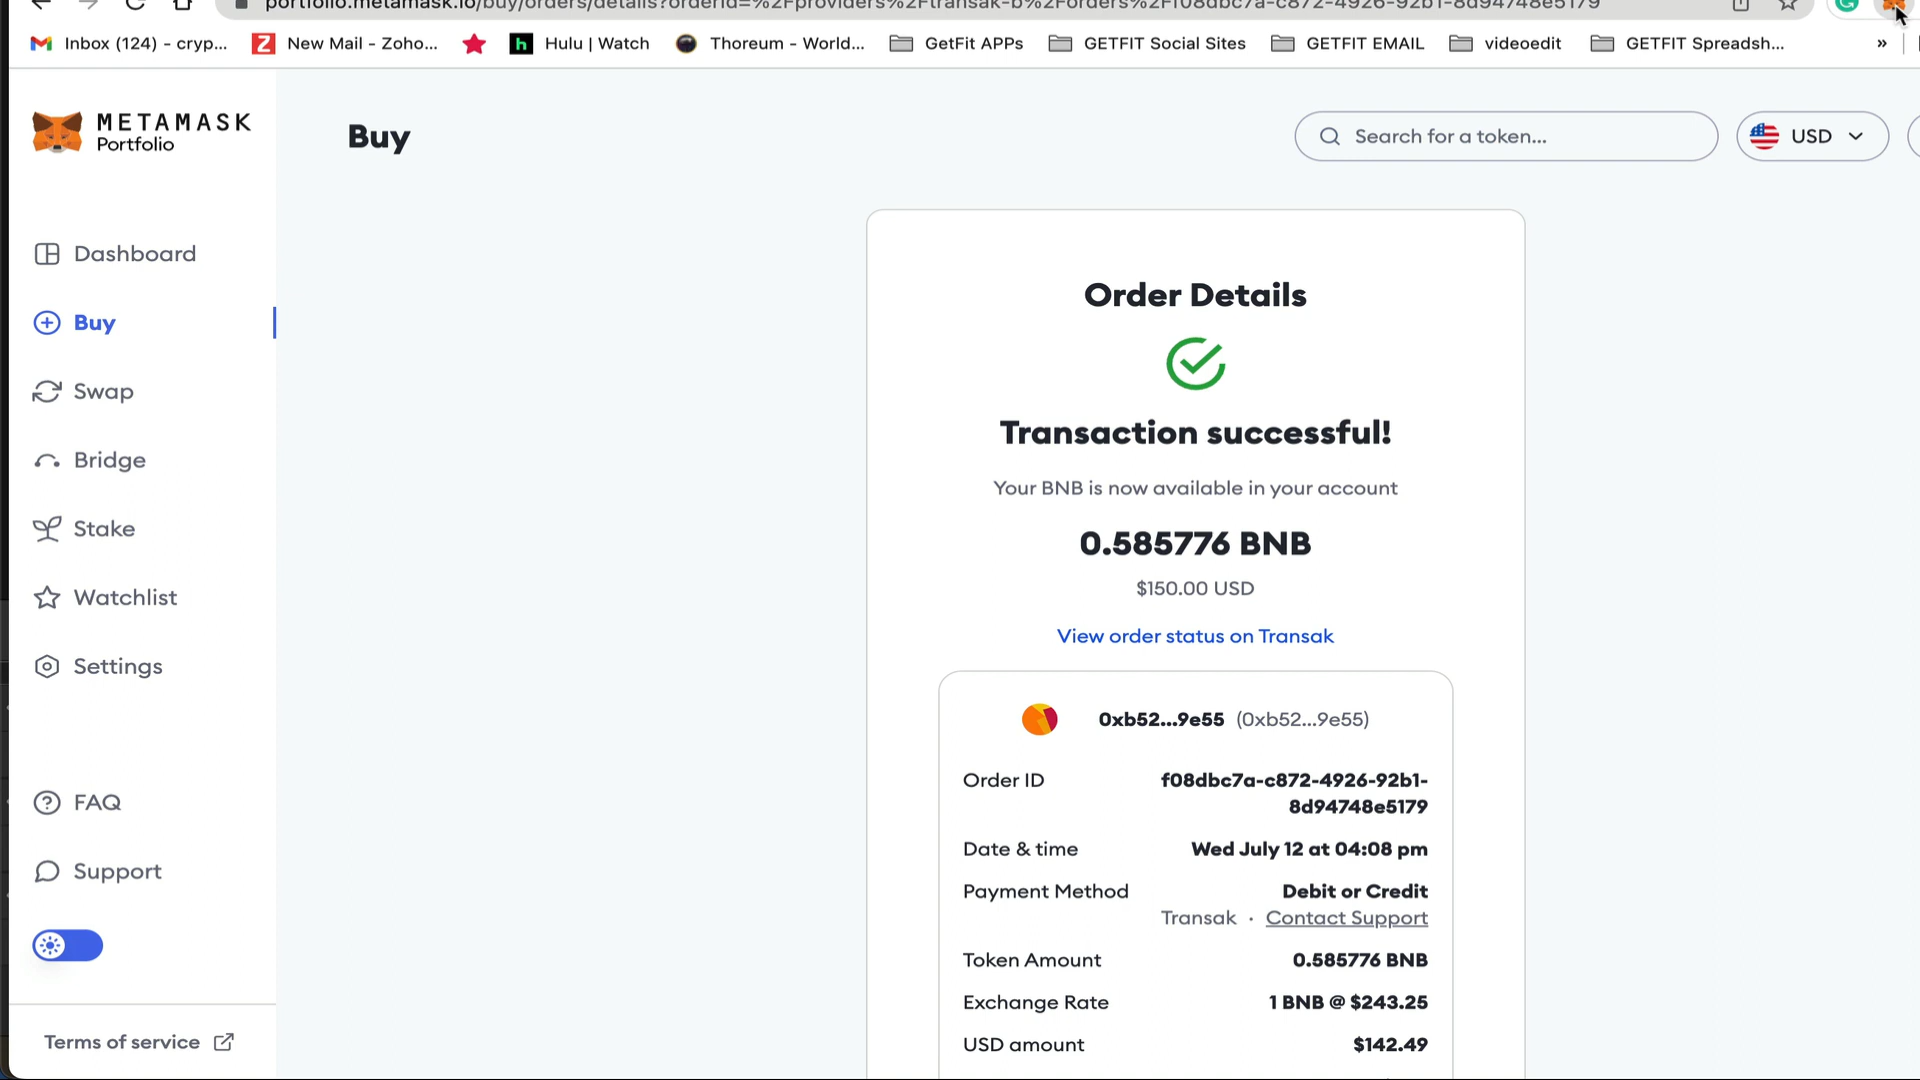 portfolio.metamask.io/buy/orders/details?orderId=%2Fproviders%2Ftransak-b%2Forders%2Ff08dbc7a-c872-4926-92b1-8d94748e5179
Inbox (124) - cryp... New Mail - Zoho... Hulu | Watch Thoreum - World... GetFit APPs GETFIT Social Sites GETFIT EMAIL videoedit GETFIT Spreadsh... »
METAMASK
Portfolio
Buy
Search for a token...
USD
Dashboard
Buy
Swap
Bridge
Stake
Watchlist
Settings
FAQ
Support
Terms of service
Order Details
Transaction successful!
Your BNB is now available in your account
0.585776 BNB
$150.00 USD
View order status on Transak
0xb52...9e55 (0xb52...9e55)
Order ID f08dbc7a-c872-4926-92b1-
8d94748e5179
Date & time Wed July 12 at 04:08 pm
Payment Method Debit or Credit
Transak · Contact Support
Token Amount 0.585776 BNB
Exchange Rate 1 BNB @ $243.25
USD amount $142.49